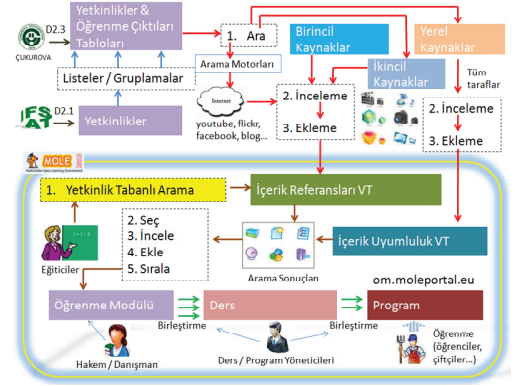 Yetkinlikler &
Öğrenme Çıktıları
Tabloları
D2.3
ÇUKUROVA
1. Ara
Birincil
Kaynaklar
Yerel
Kaynaklar
Arama Motorları
İkincil
Kaynaklar
Tüm
taraflar
Listeler / Gruplamalar
Internet
2. İnceleme
3. Ekleme
2. İnceleme
3. Ekleme
D2.1
Yetkinlikler
youtube, flickr,
facebook, blog...
MOLE
Multimedia Open Learning Environment
1. Yetkinlik Tabanlı Arama
İçerik Referansları VT
2. Seç
3. İncele
4. Ekle
5. Sırala
İçerik Uyumluluk VT
Eğiticiler
Arama Sonuçları
om.moleportal.eu
Öğrenme Modülü
Ders
Program
Birleştirme
Birleştirme
Öğrenme
(öğrenciler,
çiftçiler...)
Hakem / Danışman
Ders / Program Yöneticileri